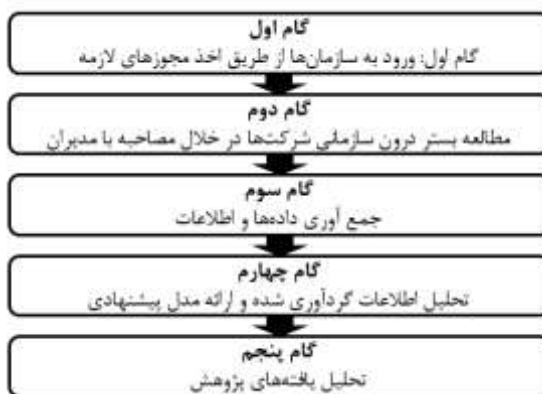 گام اول
گام اول: ورود به سازمان‌ها از طریق اخذ مجوزهای لازمه
گام دوم
مطالعه بستر درون سازمانی شرکت‌ها در خلال مصاحبه با مدیران
گام سوم
جمع آوری داده‌ها و اطلاعات
گام چهارم
تحلیل اطلاعات گردآوری شده و ارائه مدل پیشنهادی
گام پنجم
تحلیل یافته‌های پژوهش